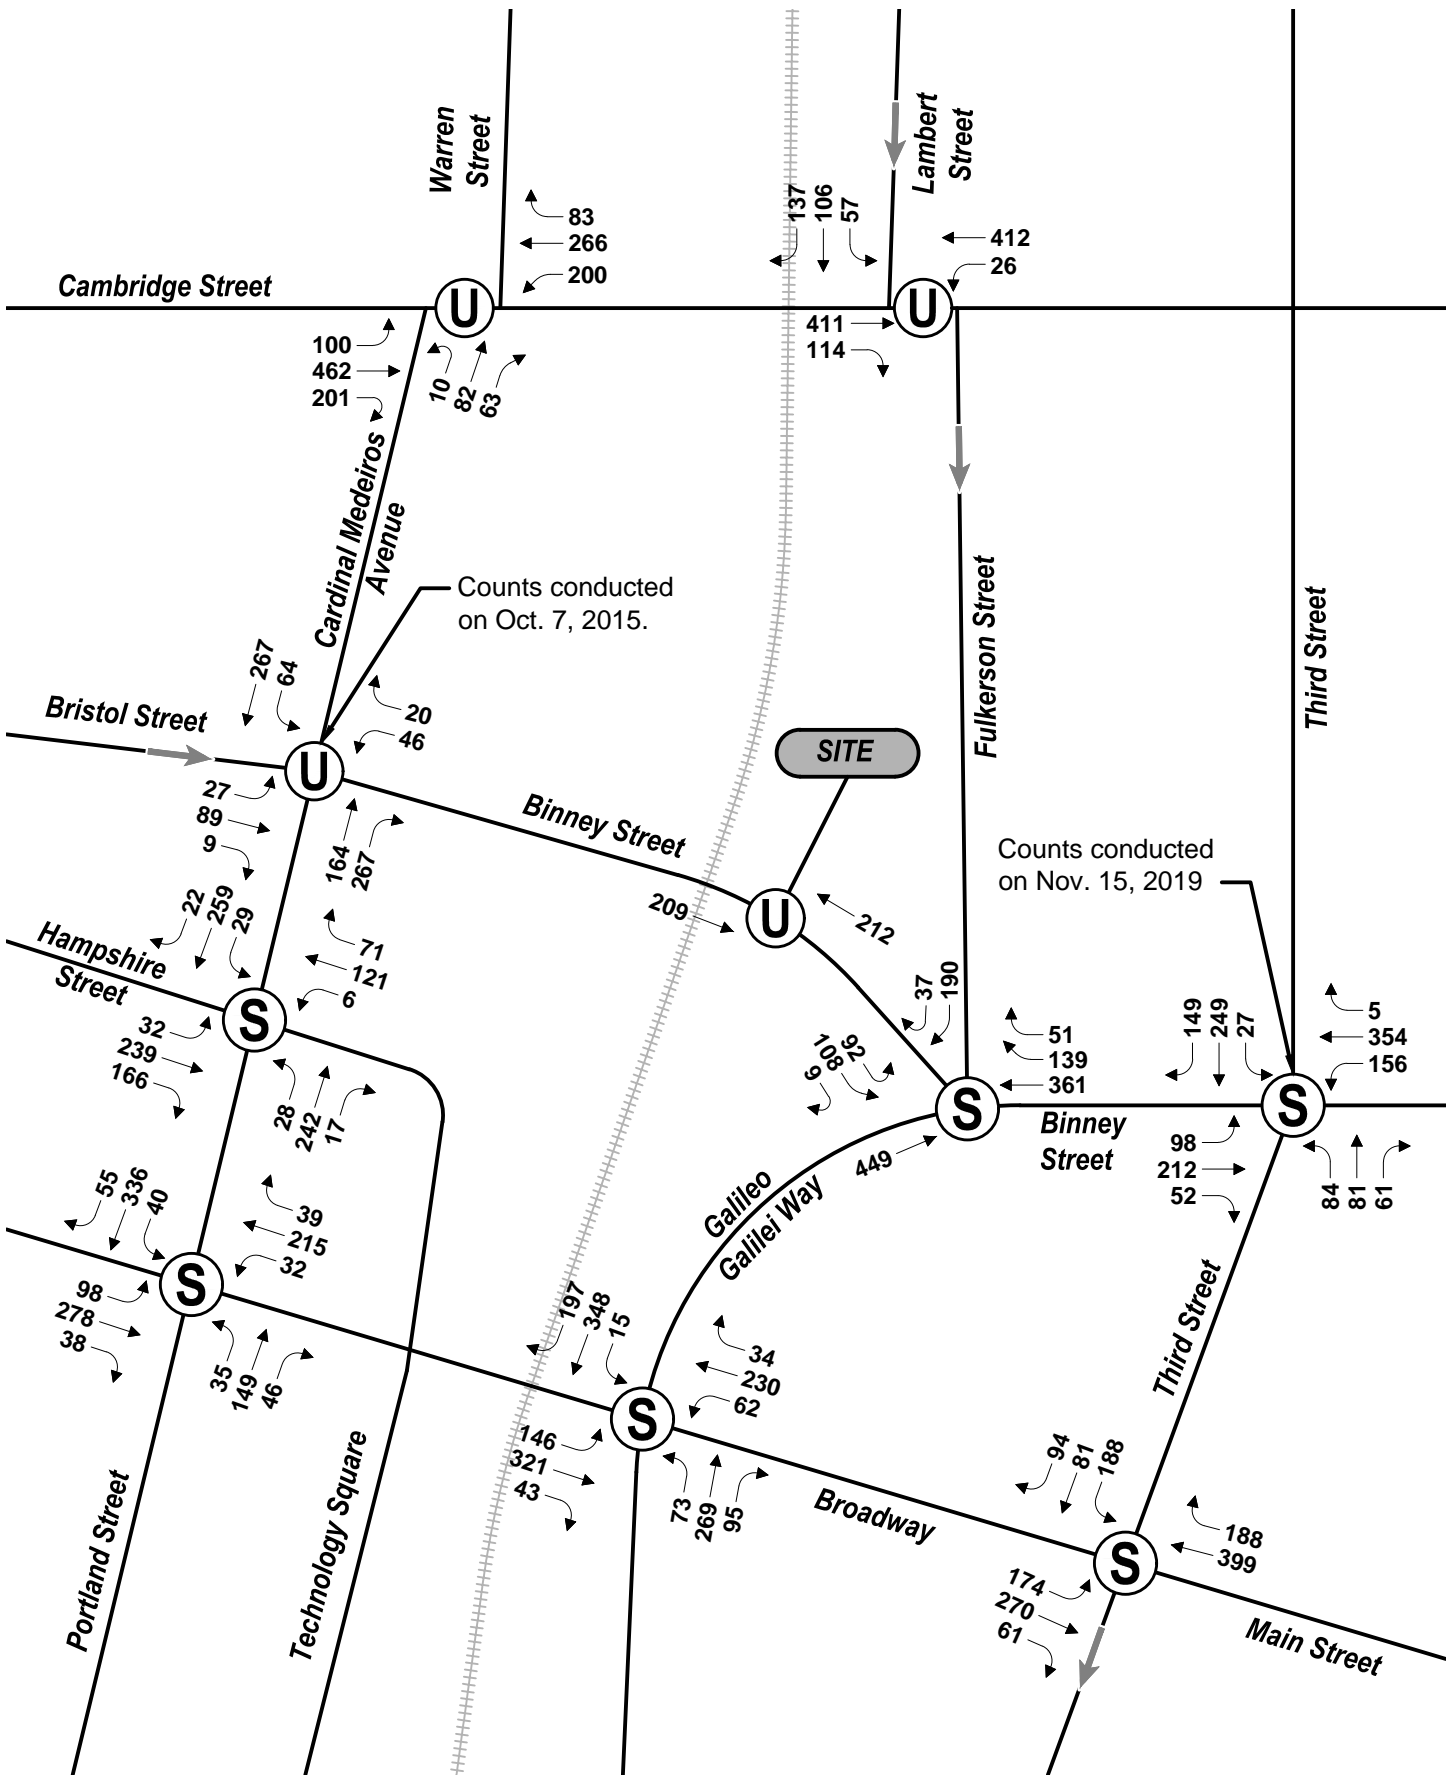 Warren
Street
Lambert
Street
83
266
200
137
106
57
412
26
Cambridge Street
U
U
411
114
100
462
201
10
82
63
Cardinal Medeiros
Avenue
Counts conducted
on Oct. 7, 2015.
Fulkerson Street
Third Street
267
64
20
46
Bristol Street
U
SITE
27
89
9
164
267
Binney Street
Counts conducted
on Nov. 15, 2019
209
U
212
22
259
29
71
121
6
Hampshire
Street
S
32
239
166
28
242
17
37
190
92
108
9
51
139
361
S
449
Binney
Street
149
249
27
5
354
156
S
98
212
52
84
81
61
55
336
40
39
215
32
S
98
278
38
35
149
46
Galileo
Galilei Way
197
348
15
34
230
62
S
146
321
43
73
269
95
Third Street
Broadway
94
81
188
188
399
S
174
270
61
Main Street
Portland Street
Technology Square